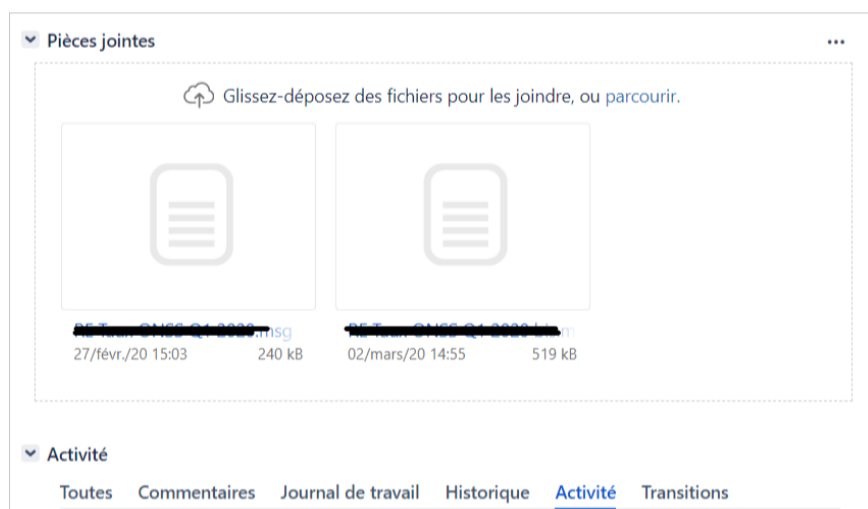 Pièces jointes
Glissez-déposez des fichiers pour les joindre, ou parcourir.
.msg
27/févr./20 15:03 240 kB
02/mars/20 14:55 519 kB
Activité
Toutes Commentaires Journal de travail Historique Activité Transitions